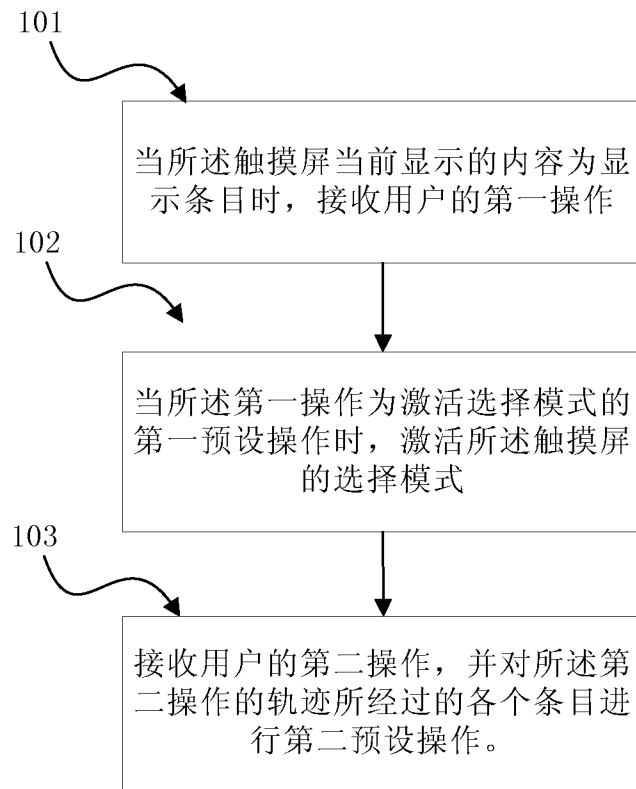 101
当所述触摸屏当前显示的内容为显
示条目时，接收用户的第一操作
102
当所述第一操作为激活选择模式的
第一预设操作时，激活所述触摸屏
的选择模式
103
接收用户的第二操作，并对所述第
二操作的轨迹所经过的各个条目进
行第二预设操作。